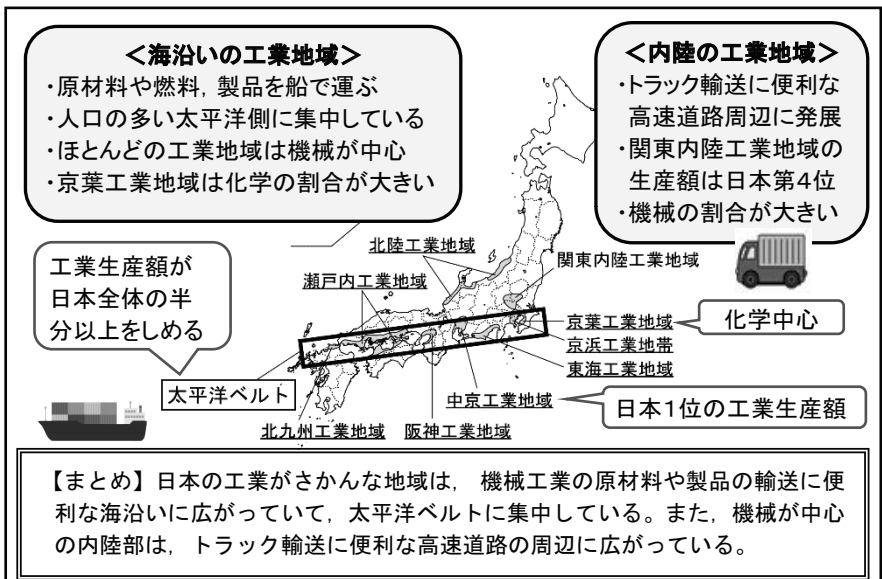 ＜海沿いの工業地域＞
・原材料や燃料，製品を船で運ぶ
・人口の多い太平洋側に集中している
・ほとんどの工業地域は機械が中心
・京葉工業地域は化学の割合が大きい
＜内陸の工業地域＞
・トラック輸送に便利な
高速道路周辺に発展
・関東内陸工業地域の
生産額は日本第４位
・機械の割合が大きい
工業生産額が
日本全体の半
分以上をしめる
北陸工業地域
瀬戸内工業地域
関東内陸工業地域
京葉工業地域
化学中心
京浜工業地帯
東海工業地域
太平洋ベルト
中京工業地域
日本１位の工業生産額
北九州工業地域
阪神工業地域
【まとめ】日本の工業がさかんな地域は， 機械工業の原材料や製品の輸送に便
利な海沿いに広がっていて，太平洋ベルトに集中している。また，機械が中心
の内陸部は，トラック輸送に便利な高速道路の周辺に広がっている。